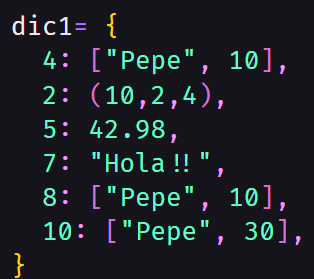 dic1= {
  4: ["Pepe", 10],
  2: (10,2,4),
  5: 42.98,
  7: "Hola!!",
  8: ["Pepe", 10],
  10: ["Pepe", 30],
}